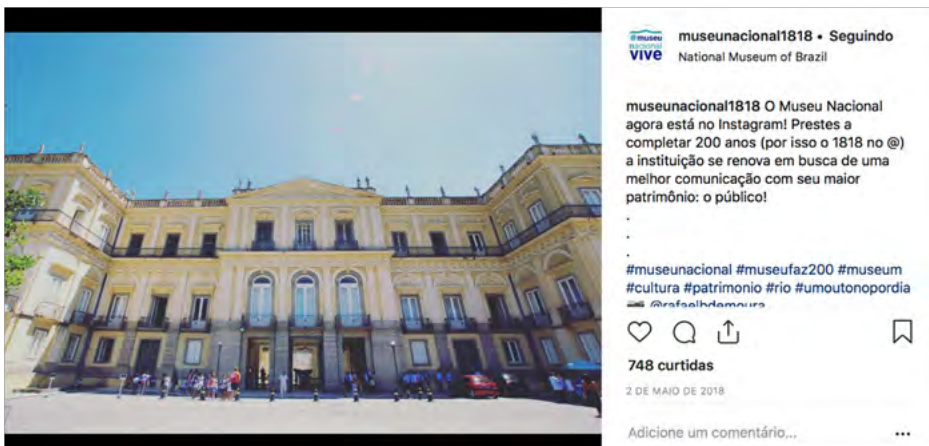 #museu
nacional
vive
museunacional1818 • Seguindo
National Museum of Brazil
museunacional1818 O Museu Nacional
agora está no Instagram! Prestes a
completar 200 anos (por isso o 1818 no @)
a instituição se renova em busca de uma
melhor comunicação com seu maior
patrimônio: o público!
.
.
.
#museunacional #museufaz200 #museum
#cultura #patrimonio #rio #umoutonopordia
@rafaelbdemoura
748 curtidas
2 DE MAIO DE 2018
Adicione um comentário...